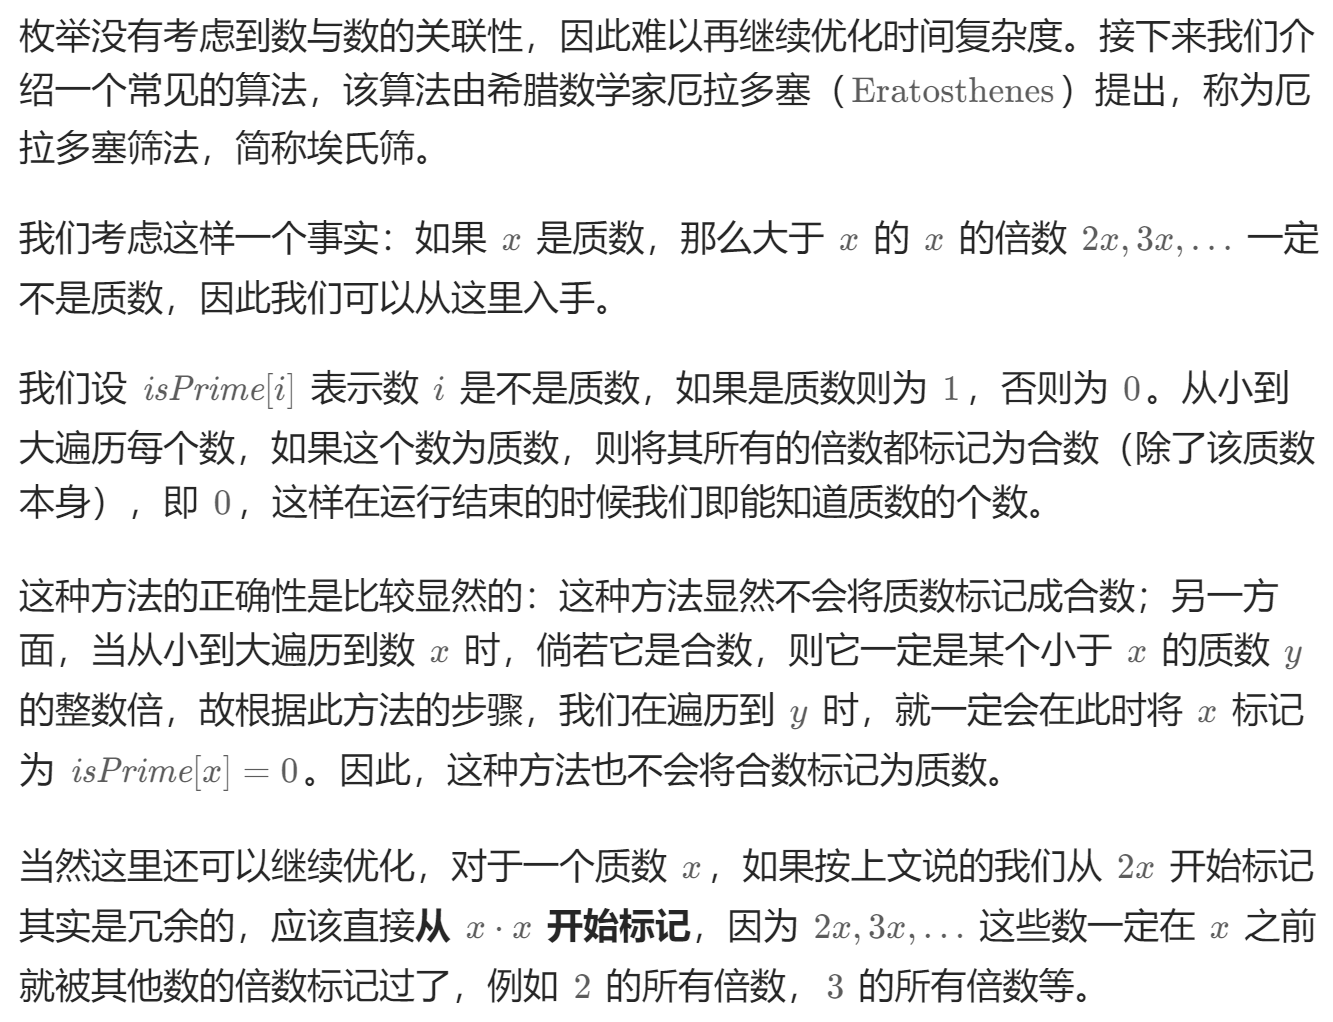 枚举没有考虑到数与数的关联性，因此难以再继续优化时间复杂度。接下来我们介
绍一个常见的算法，该算法由希腊数学家厄拉多塞（Eratosthenes）提出，称为厄
拉多塞筛法，简称埃氏筛。
我们考虑这样一个事实：如果 x 是质数，那么大于 x 的 x 的倍数 2x, 3x, … 一定
不是质数，因此我们可以从这里入手。
我们设 isPrime[i] 表示数 i 是不是质数，如果是质数则为 1，否则为 0。从小到
大遍历每个数，如果这个数为质数，则将其所有的倍数都标记为合数（除了该质数
本身），即 0，这样在运行结束的时候我们即能知道质数的个数。
这种方法的正确性是比较显然的：这种方法显然不会将质数标记成合数；另一方
面，当从小到大遍历到数 x 时，倘若它是合数，则它一定是某个小于 x 的质数 y
的整数倍，故根据此方法的步骤，我们在遍历到 y 时，就一定会在此时将 x 标记
为 isPrime[x] = 0。因此，这种方法也不会将合数标记为质数。
当然这里还可以继续优化，对于一个质数 x，如果按上文说的我们从 2x 开始标记
其实是冗余的，应该直接从 x · x 开始标记，因为 2x, 3x, … 这些数一定在 x 之前
就被其他数的倍数标记过了，例如 2 的所有倍数，3 的所有倍数等。